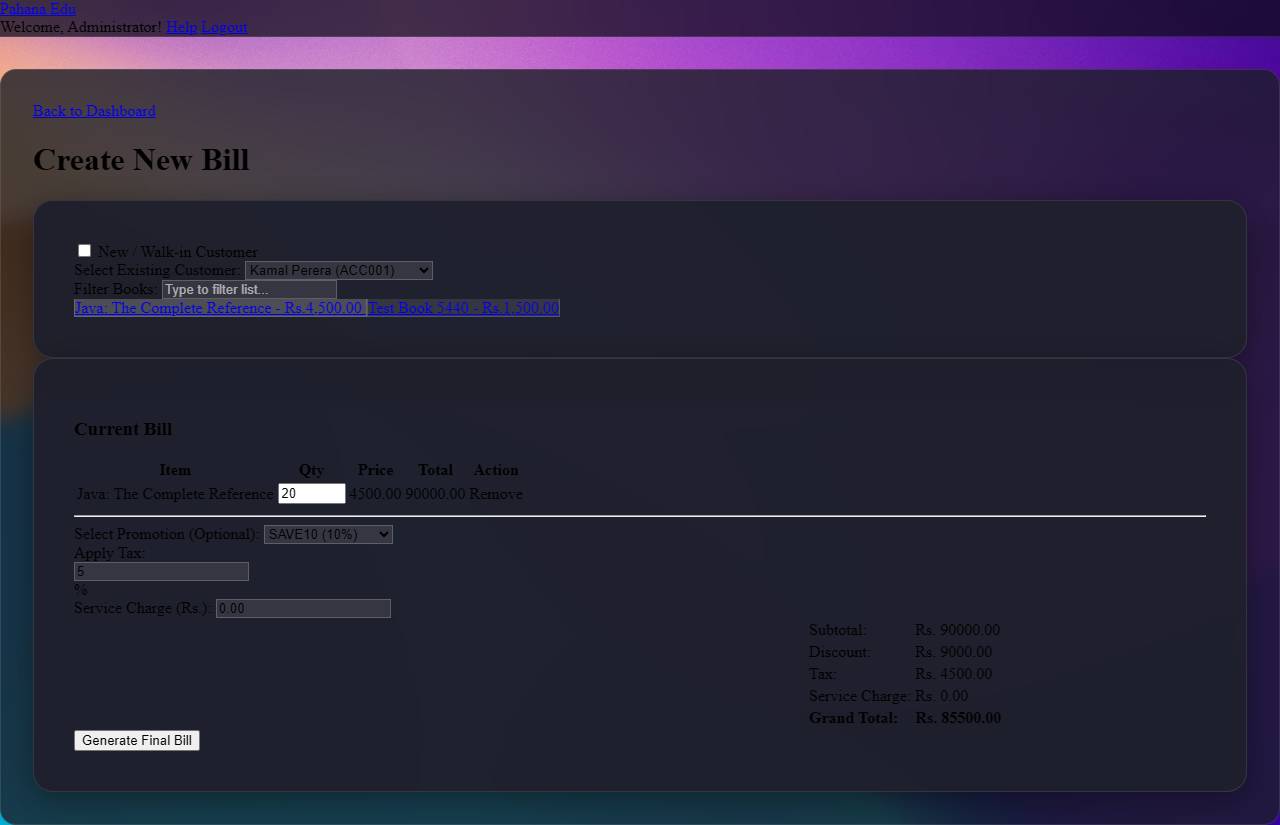 Pahana Edu
Welcome, Administrator! Help Logout
Back to Dashboard
Create New Bill
New / Walk-in Customer
Select Existing Customer: Kamal Perera (ACC001)
Filter Books: Type to filter list...
Java: The Complete Reference - Rs.4,500.00 Test Book 5440 - Rs.1,500.00
Current Bill
Item Qty Price Total Action
Java: The Complete Reference 20 4500.00 90000.00 Remove
Select Promotion (Optional): SAVE10 (10%)
Apply Tax:
5
%
Service Charge (Rs.): 0.00
Subtotal: Rs. 90000.00
Discount: Rs. 9000.00
Tax: Rs. 4500.00
Service Charge: Rs. 0.00
Grand Total: Rs. 85500.00
Generate Final Bill